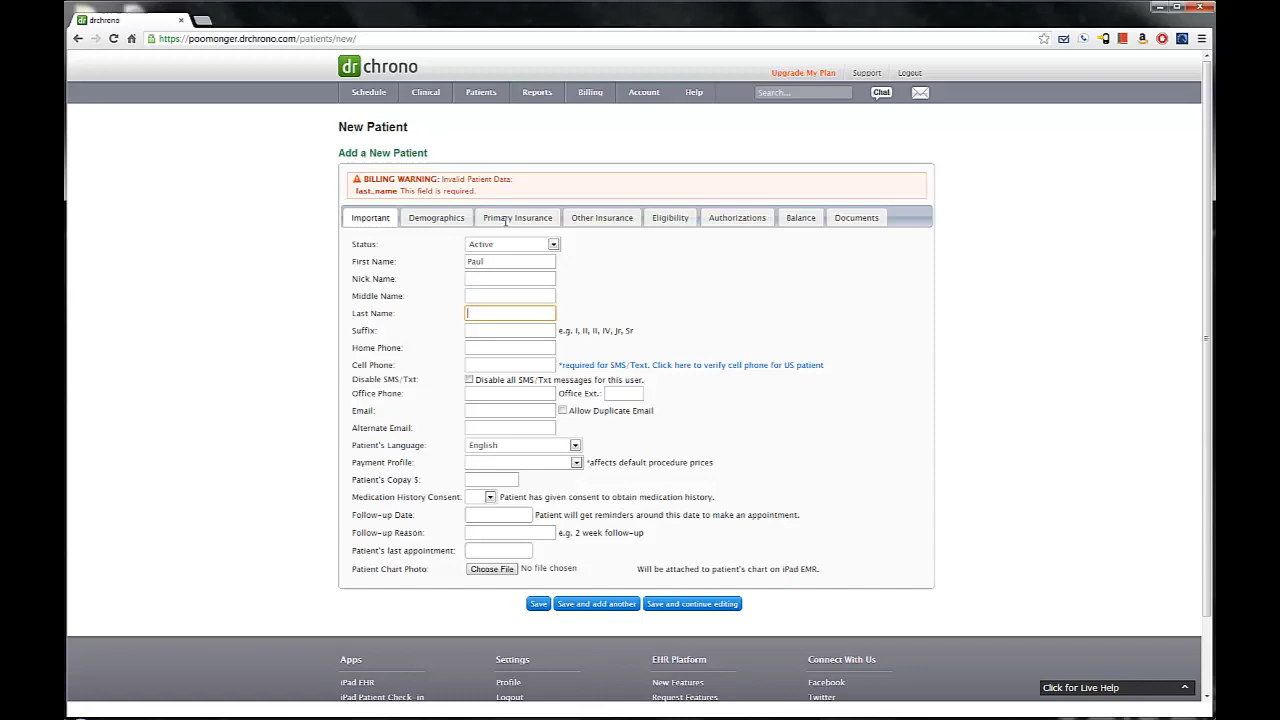 drchrono
https://poomonger.drchrono.com/patients/new/
dr chrono
Upgrade My Plan Support Logout
Schedule Clinical Patients Reports Billing Account Help Search... Chat
New Patient
Add a New Patient
BILLING WARNING: Invalid Patient Data:
last_name This field is required.
Important Demographics Primary Insurance Other Insurance Eligibility Authorizations Balance Documents
Status: Active
First Name: Paul
Nick Name:
Middle Name:
Last Name:
Suffix: e.g. I, II, II, IV, Jr, Sr
Home Phone:
Cell Phone: *required for SMS/Text. Click here to verify cell phone for US patient
Disable SMS/Txt: Disable all SMS/Txt messages for this user.
Office Phone: Office Ext.:
Email: Allow Duplicate Email
Alternate Email:
Patient's Language: English
Payment Profile: *affects default procedure prices
Patient's Copay $:
Medication History Consent: Patient has given consent to obtain medication history.
Follow-up Date: Patient will get reminders around this date to make an appointment.
Follow-up Reason: e.g. 2 week follow-up
Patient's last appointment:
Patient Chart Photo: Choose File No file chosen Will be attached to patient's chart on iPad EMR.
Save Save and add another Save and continue editing
Apps Settings EHR Platform Connect With Us
iPad EHR Profile New Features Facebook
iPad Patient Check-in Logout Request Features Twitter
Click for Live Help